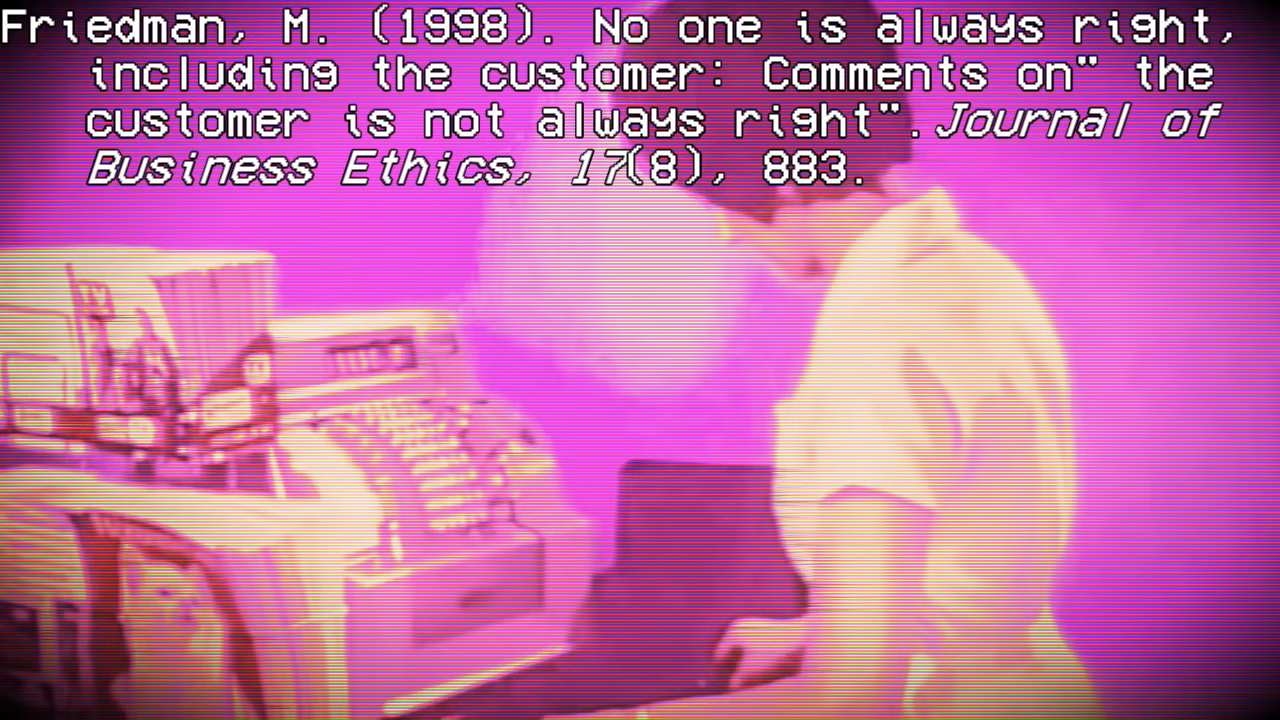 Friedman, M. (1998). No one is always right,
including the customer: Comments on" the
customer is not always right". Journal of
Business Ethics, 17(8), 883.